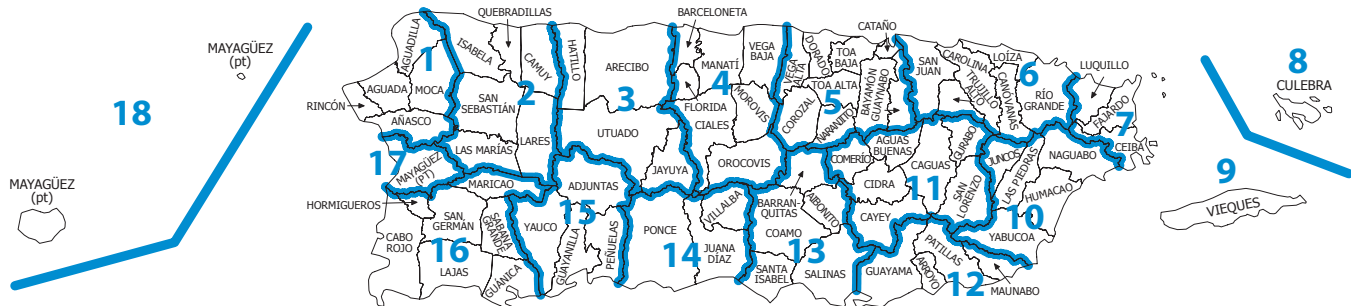 QUEBRADILLAS
BARCELONETA
CATAÑO
MAYAGÜEZ
(pt)
18
AGUADILLA
1
ISABELA
CAMUY
HATILLO
ARECIBO
MANATÍ
VEGA
BAJA
VEGA
ALTA
DORADO
TOA
BAJA
SAN
JUAN
CAROLINA
LOÍZA
6
LUQUILLO
8
CULEBRA
AGUADA
MOCA
2
3
4
5
TOA ALTA
BAYAMÓN
GUAYNABO
TRUJILLO
ALTO
CANÓVANAS
RÍO
GRANDE
FAJARDO
7
CEIBA
RINCÓN
SAN
SEBASTIÁN
FLORIDA
CIALES
MOROVIS
COROZAL
NARANJITO
AÑASCO
LAS MARÍAS
LARES
UTUADO
JAYUYA
OROCOVIS
COMERÍO
AGUAS
BUENAS
CAGUAS
GURABO
JUNCOS
LAS PIEDRAS
NAGUABO
17
MAYAGÜEZ
(PT)
MAYAGÜEZ
(pt)
9
VIEQUES
MARICAO
ADJUNTAS
VILLALBA
BARRAN-
QUITAS
AIBONITO
CIDRA
11
SAN
LORENZO
HUMACAO
10
YABUCOA
HORMIGUEROS
CABO
ROJO
SAN
GERMÁN
16
LAJAS
SABANA
GRANDE
GUÁNICA
YAUCO
15
GUAYANILLA
PEÑUELAS
PONCE
14
JUANA
DÍAZ
COAMO
13
SANTA
ISABEL
SALINAS
CAYEY
GUAYAMA
PATILLAS
ARROYO
12
MAUNABO